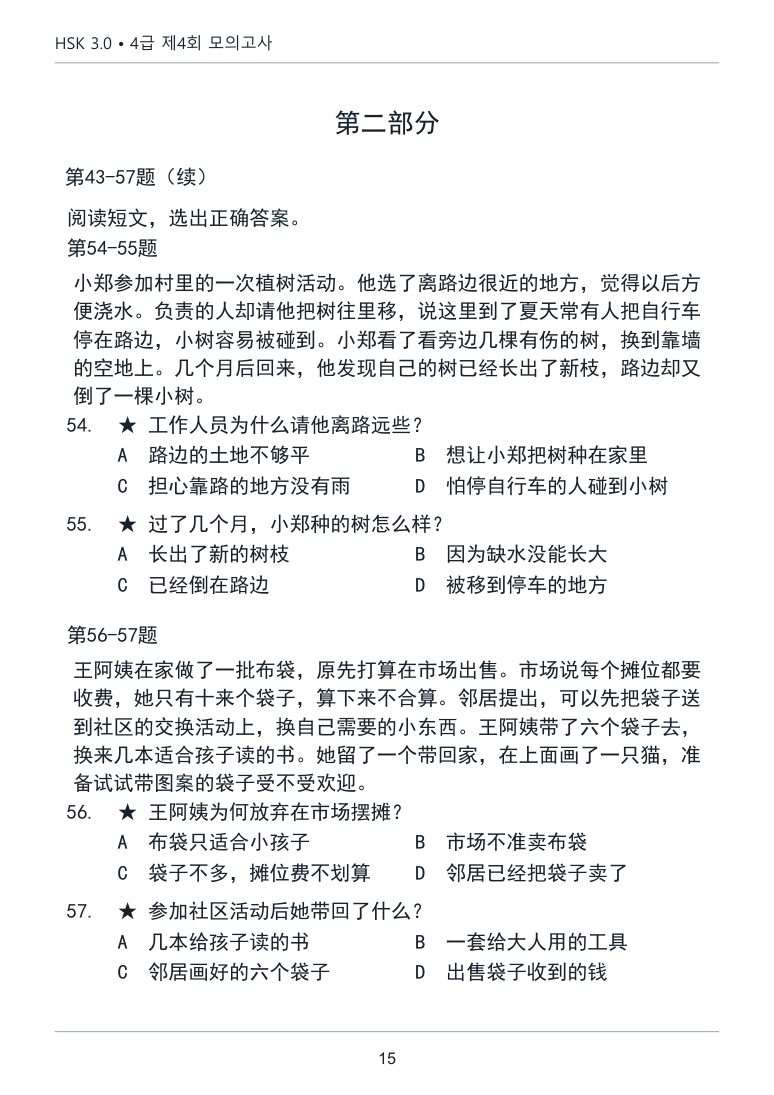 HSK 3.0 • 4급 제4회 모의고사
第二部分
第43-57题（续）
阅读短文，选出正确答案。
第54-55题
小郑参加村里的一次植树活动。他选了离路边很近的地方，觉得以后方
便浇水。负责的人却请他把树往里移，说这里到了夏天常有人把自行车
停在路边，小树容易被碰到。小郑看了看旁边几棵有伤的树，换到靠墙
的空地上。几个月后回来，他发现自己的树已经长出了新枝，路边却又
倒了一棵小树。
54. ★ 工作人员为什么请他离路远些？
A 路边的土地不够平 B 想让小郑把树种在家里
C 担心靠路的地方没有雨 D 怕停自行车的人碰到小树
55. ★ 过了几个月，小郑种的树怎么样？
A 长出了新的树枝 B 因为缺水没能长大
C 已经倒在路边 D 被移到停车的地方
第56-57题
王阿姨在家做了一批布袋，原先打算在市场出售。市场说每个摊位都要
收费，她只有十来个袋子，算下来不合算。邻居提出，可以先把袋子送
到社区的交换活动上，换自己需要的小东西。王阿姨带了六个袋子去，
换来几本适合孩子读的书。她留了一个带回家，在上面画了一只猫，准
备试试带图案的袋子受不受欢迎。
56. ★ 王阿姨为何放弃在市场摆摊？
A 布袋只适合小孩子 B 市场不准卖布袋
C 袋子不多，摊位费不划算 D 邻居已经把袋子卖了
57. ★ 参加社区活动后她带回了什么？
A 几本给孩子读的书 B 一套给大人用的工具
C 邻居画好的六个袋子 D 出售袋子收到的钱
15